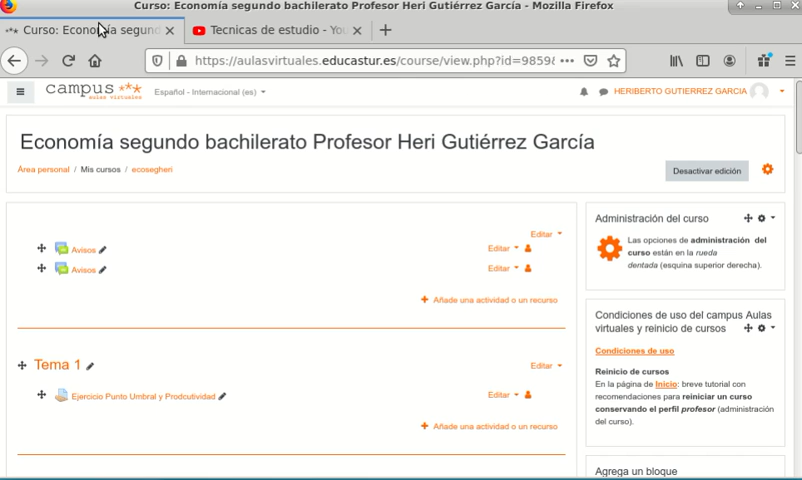 Curso: Economía segundo bachilerato Profesor Heri Gutiérrez García - Mozilla Firefox
Curso: Economía segund
Tecnicas de estudio - You
https://aulasvirtuales.educastur.es/course/view.php?id=9859
campus
aulas virtuales
Español - Internacional (es)
HERIBERTO GUTIERREZ GARCIA
Economía segundo bachilerato Profesor Heri Gutiérrez García
Área personal / Mis cursos / ecosegheri
Desactivar edición
Editar
Avisos
Editar
Avisos
Editar
Añade una actividad o un recurso
Tema 1
Editar
Ejercicio Punto Umbral y Prodcutividad
Editar
Añade una actividad o un recurso
Administración del curso
Las opciones de administración del
curso están en la rueda
dentada (esquina superior derecha).
Condiciones de uso del campus Aulas
virtuales y reinicio de cursos
Condiciones de uso
Reinicio de cursos
En la página de Inicio: breve tutorial con
recomendaciones para reiniciar un curso
conservando el perfil profesor (administración
del curso).
Agrega un bloque